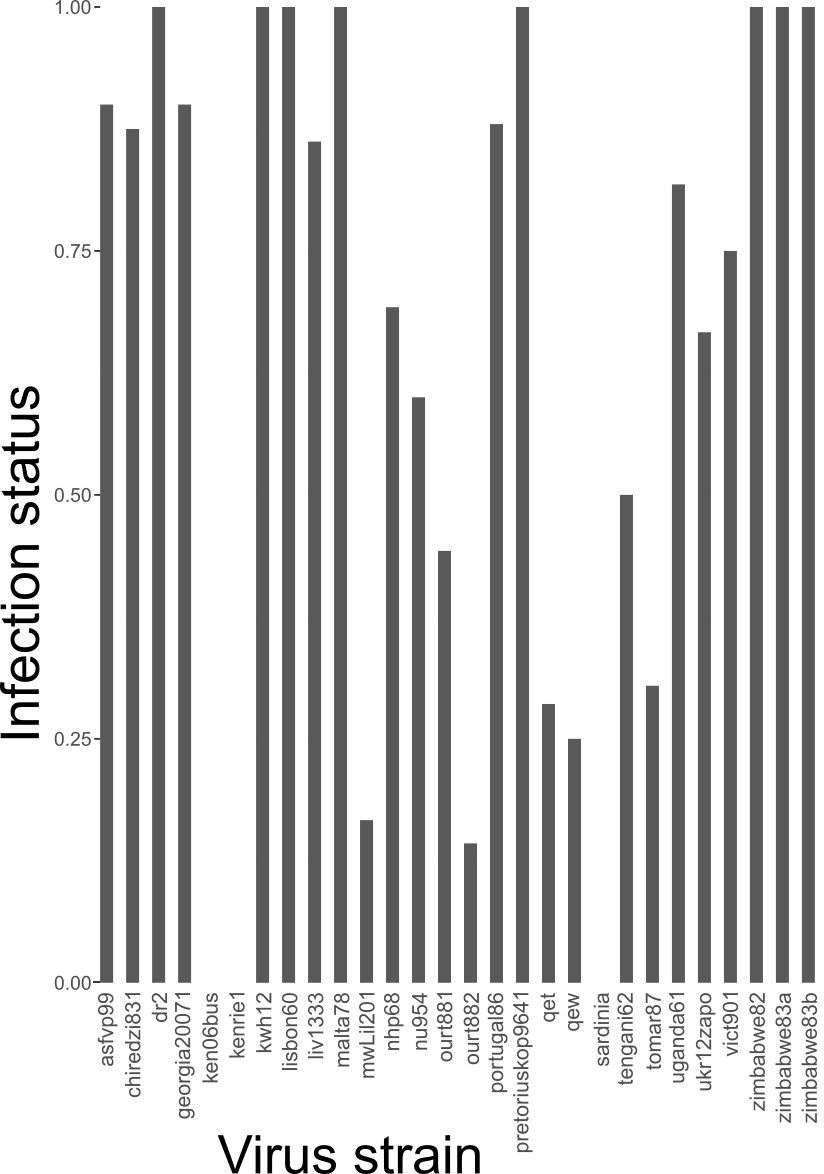 1.00
0.75
0.50
0.25
0.00
Infection status
asfvp99
chiredzi831
dr2
georgia20071
ken06bus
kenrie1
kwh12
lisbon60
liv1333
malta78
mwLil201
nhp68
nu954
ourt881
ourt882
portugal86
pretoriuskop9641
qet
qew
sardinia
tengani62
tomar87
uganda61
ukr12zapo
vict901
zimbabwe82
zimbabwe83a
zimbabwe83b
Virus strain